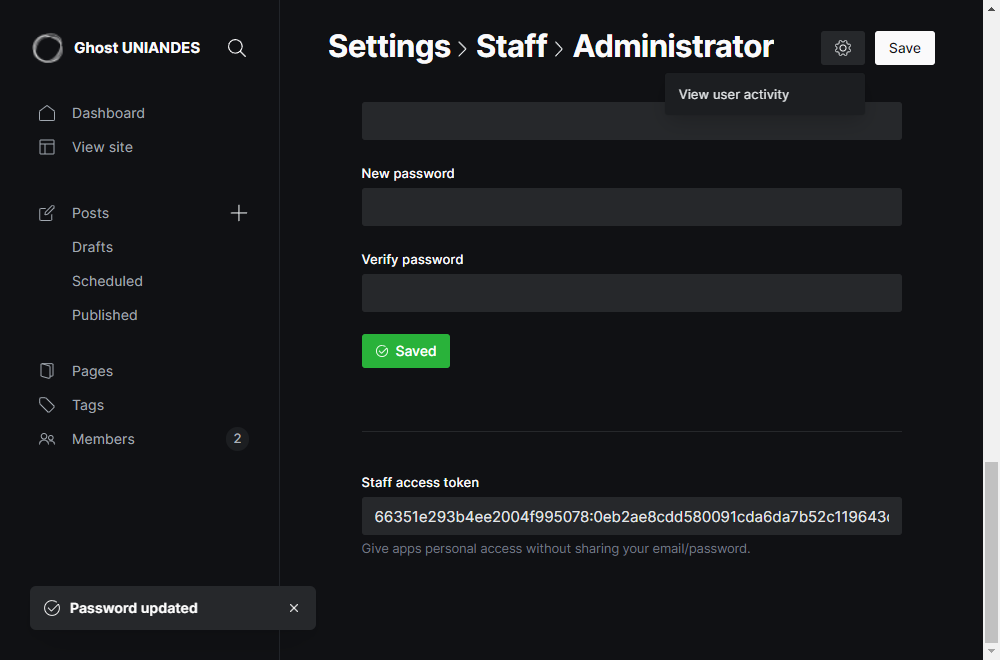 Ghost UNIANDES
Settings > Staff > Administrator
Save
View user activity
Dashboard
View site
Posts
Drafts
Scheduled
Published
Pages
Tags
Members 2
New password
Verify password
Saved
Staff access token
66351e293b4ee2004f995078:0eb2ae8cdd580091cda6da7b52c119643
Give apps personal access without sharing your email/password.
Password updated